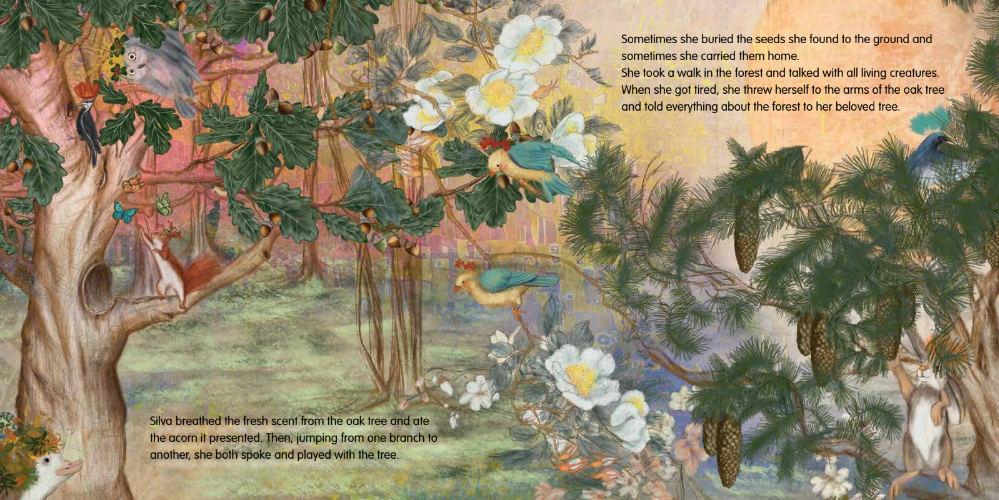 Silva breathed the fresh scent from the oak tree and ate
the acorn it presented. Then, jumping from one branch to
another, she both spoke and played with the tree.
Sometimes she buried the seeds she found to the ground and
sometimes she carried them home.
She took a walk in the forest and talked with all living creatures.
When she got tired, she threw herself to the arms of the oak tree
and told everything about the forest to her beloved tree.